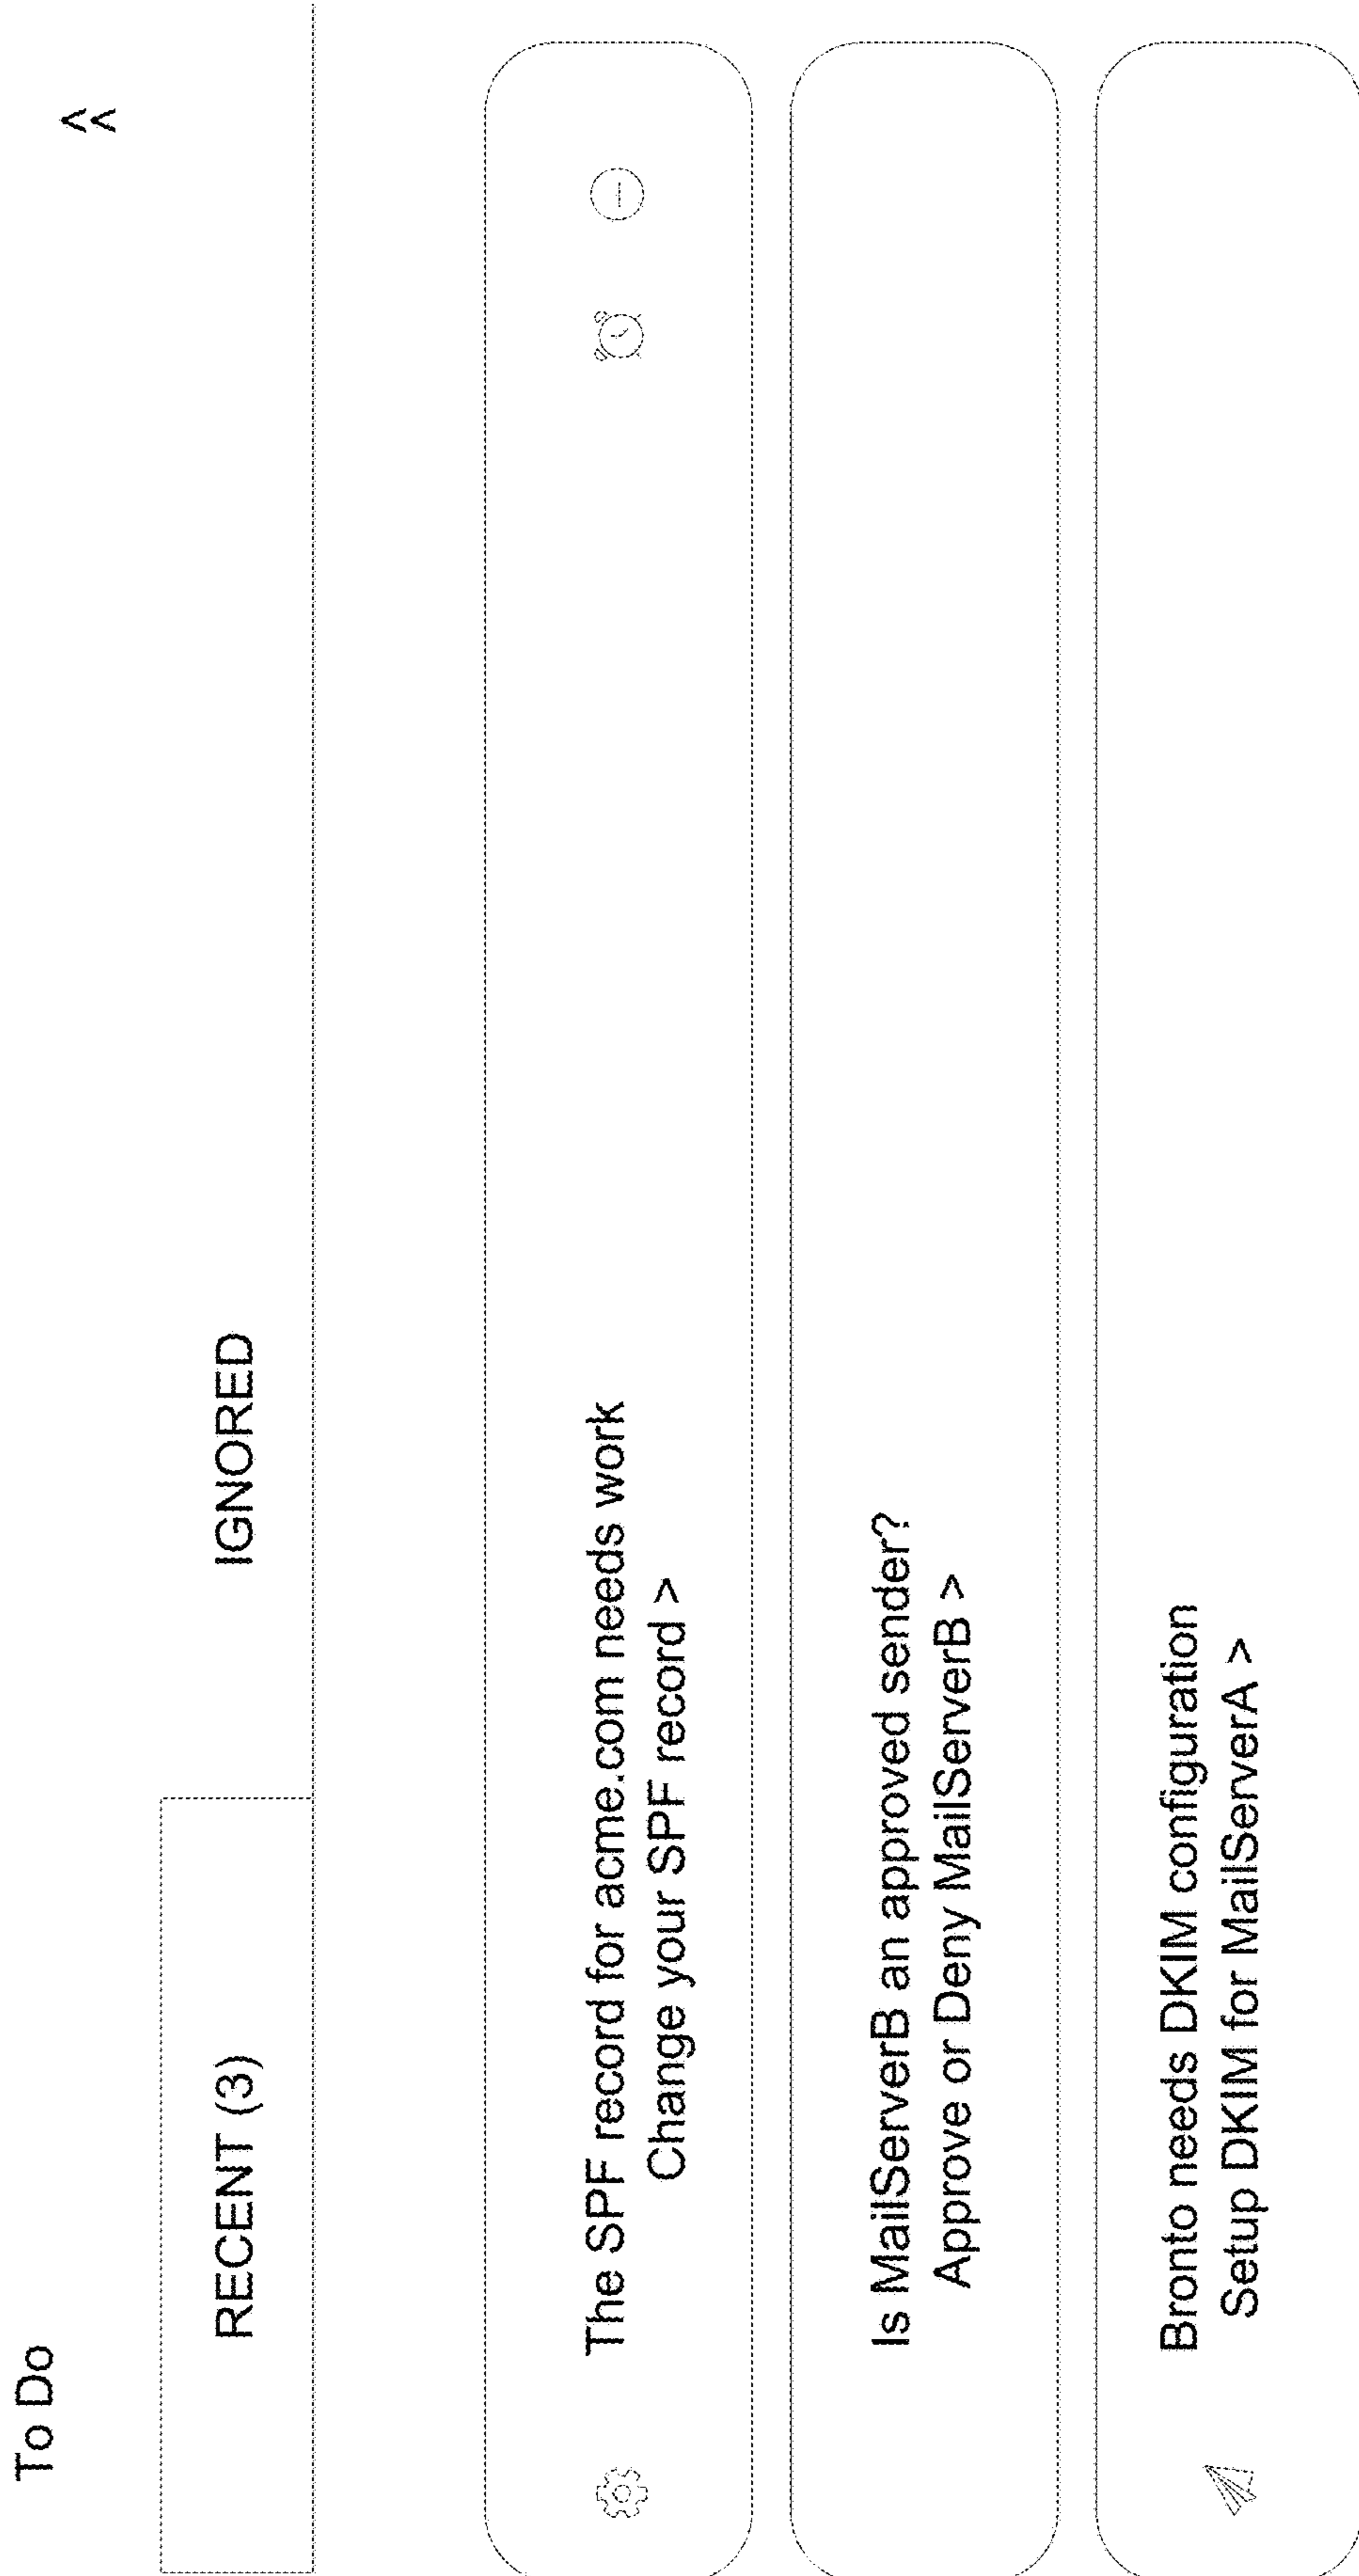 To Do
<<
RECENT (3)
IGNORED
The SPF record for acme.com needs work
Change your SPF record >
Is MailServerB an approved sender?
Approve or Deny MailServerB >
Bronto needs DKIM configuration
Setup DKIM for MailServerA >